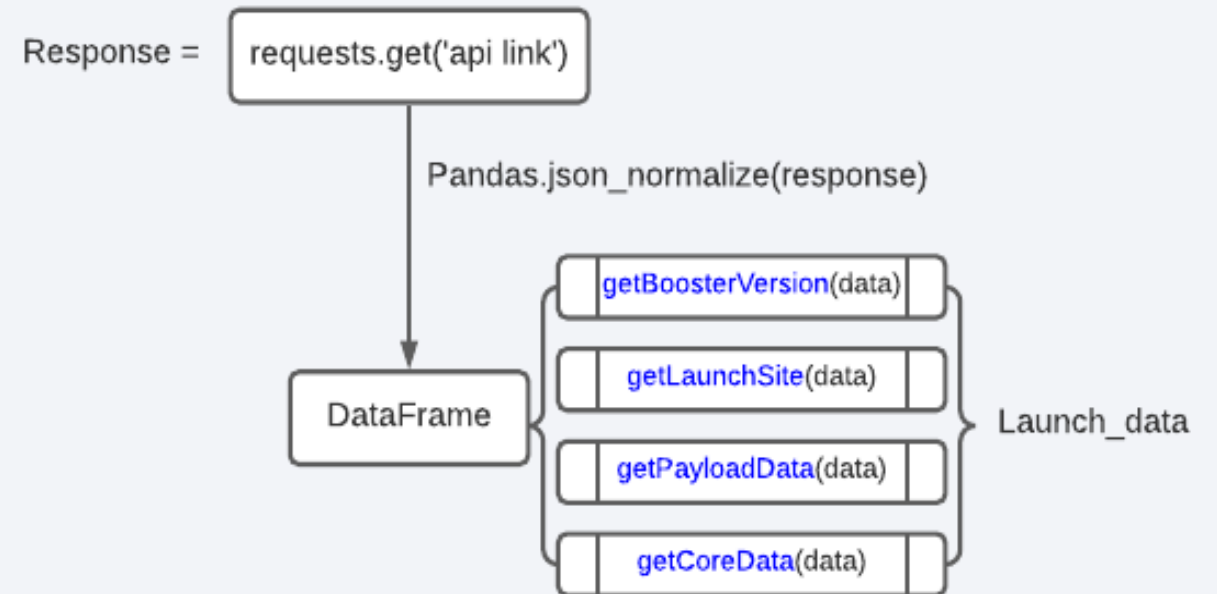 Response =
requests.get('api link')
Pandas.json_normalize(response)
getBoosterVersion(data)
getLaunchSite(data)
DataFrame
Launch_data
getPayloadData(data)
getCoreData(data)